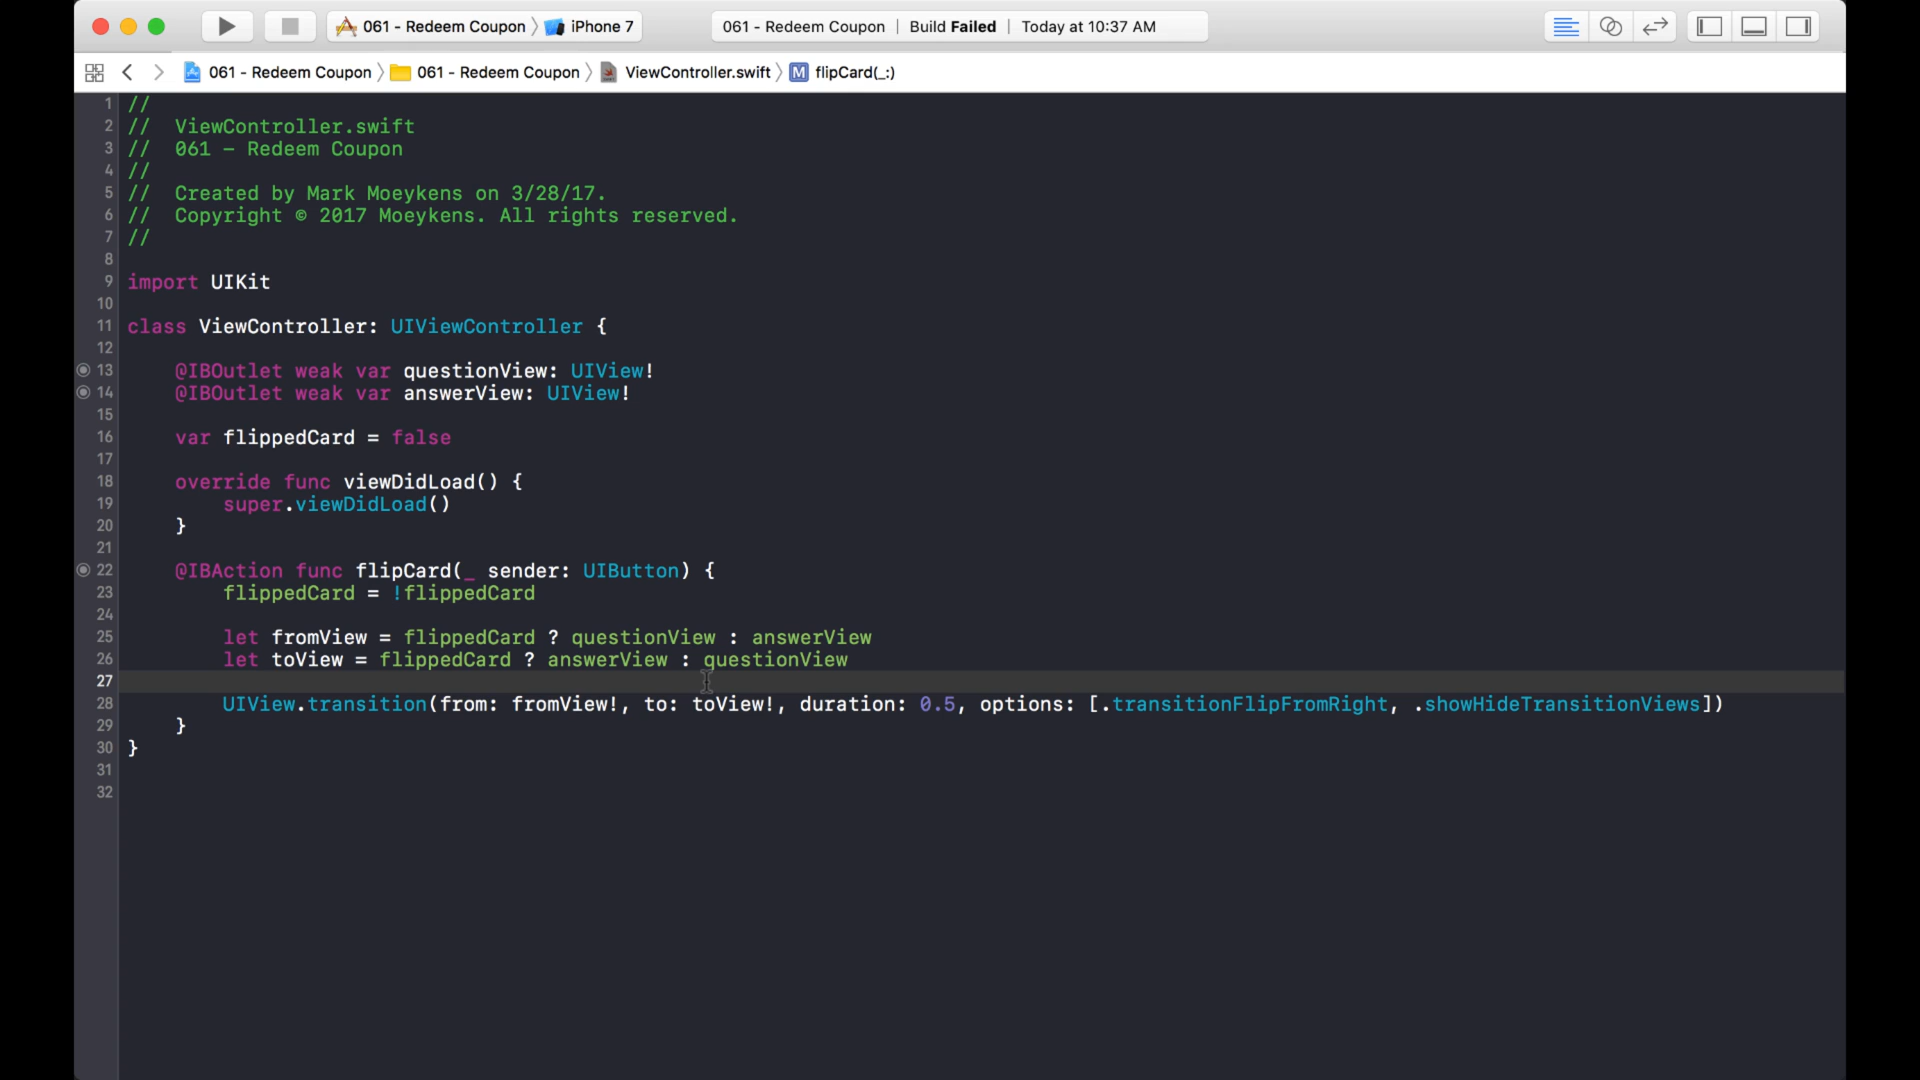 061 - Redeem Coupon 〉 iPhone 7
061 - Redeem Coupon | Build Failed | Today at 10:37 AM
061 - Redeem Coupon 〉 061 - Redeem Coupon 〉 ViewController.swift 〉 M flipCard(_:)
1 //
2 //  ViewController.swift
3 //  061 - Redeem Coupon
4 //
5 //  Created by Mark Moeykens on 3/28/17.
6 //  Copyright © 2017 Moeykens. All rights reserved.
7 //
8
9 import UIKit
10
11 class ViewController: UIViewController {
12
13     @IBOutlet weak var questionView: UIView!
14     @IBOutlet weak var answerView: UIView!
15
16     var flippedCard = false
17
18     override func viewDidLoad() {
19         super.viewDidLoad()
20     }
21
22     @IBAction func flipCard(_ sender: UIButton) {
23         flippedCard = !flippedCard
24
25         let fromView = flippedCard ? questionView : answerView
26         let toView = flippedCard ? answerView : questionView
27
28         UIView.transition(from: fromView!, to: toView!, duration: 0.5, options: [.transitionFlipFromRight, .showHideTransitionViews])
29     }
30 }
31
32